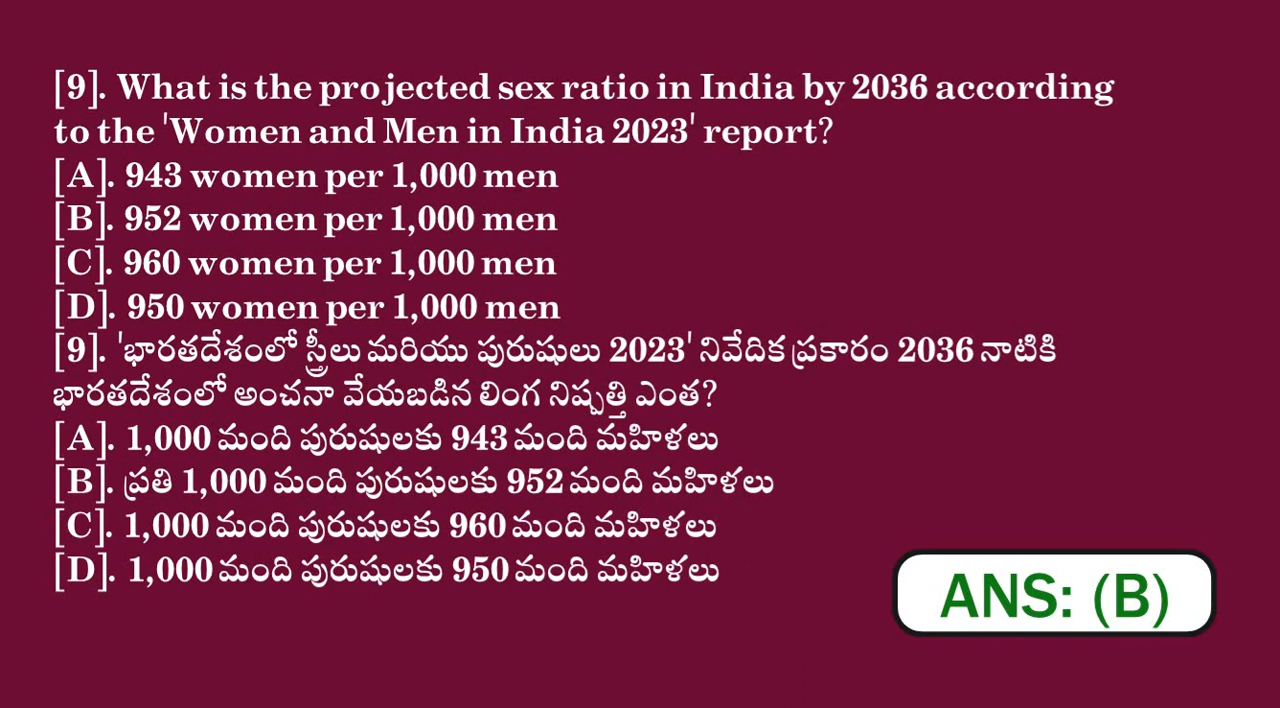 [9]. What is the projected sex ratio in India by 2036 according
to the 'Women and Men in India 2023' report?
[A]. 943 women per 1,000 men
[B]. 952 women per 1,000 men
[C]. 960 women per 1,000 men
[D]. 950 women per 1,000 men
[9]. 'భారతదేశంలో స్త్రీలు మరియు పురుషులు 2023' నివేదిక ప్రకారం 2036 నాటికి
భారతదేశంలో అంచనా వేయబడిన లింగ నిష్పత్తి ఎంత?
[A]. 1,000 మంది పురుషులకు 943 మంది మహిళలు
[B]. ప్రతి 1,000 మంది పురుషులకు 952 మంది మహిళలు
[C]. 1,000 మంది పురుషులకు 960 మంది మహిళలు
[D]. 1,000 మంది పురుషులకు 950 మంది మహిళలు
ANS: (B)